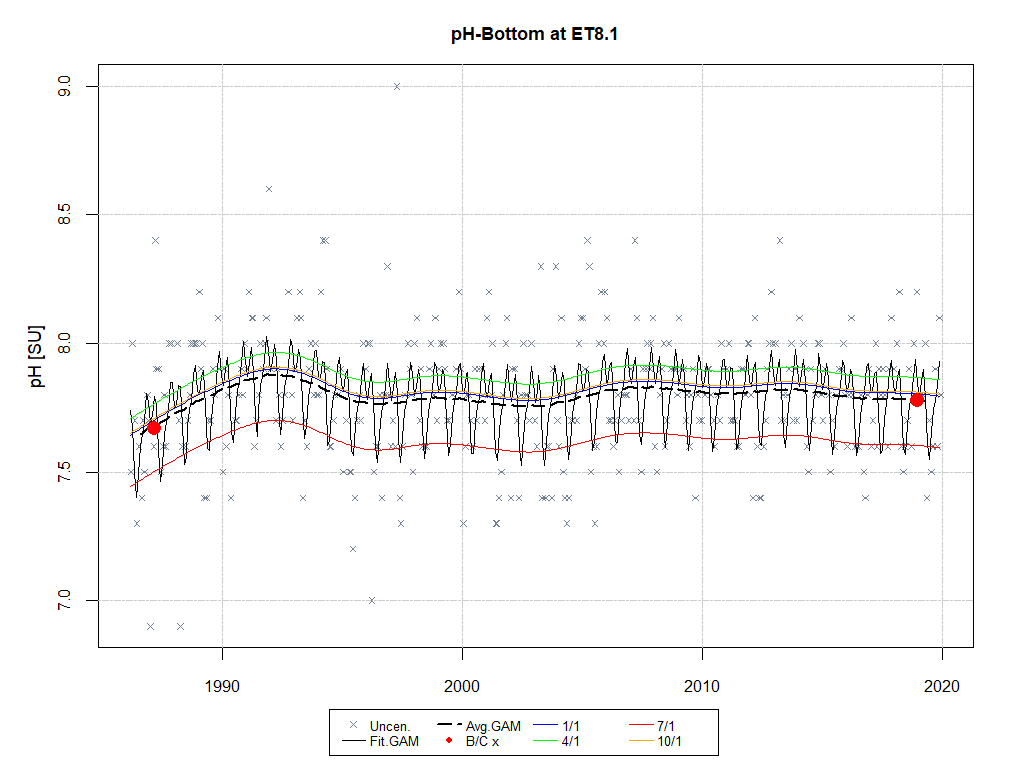 pH-Bottom at ET8.1
pH [SU]
9.0
8.5
8.0
7.5
7.0
1990 2000 2010 2020
Uncen. Avg.GAM 1/1 7/1
Fit.GAM B/C x 4/1 10/1